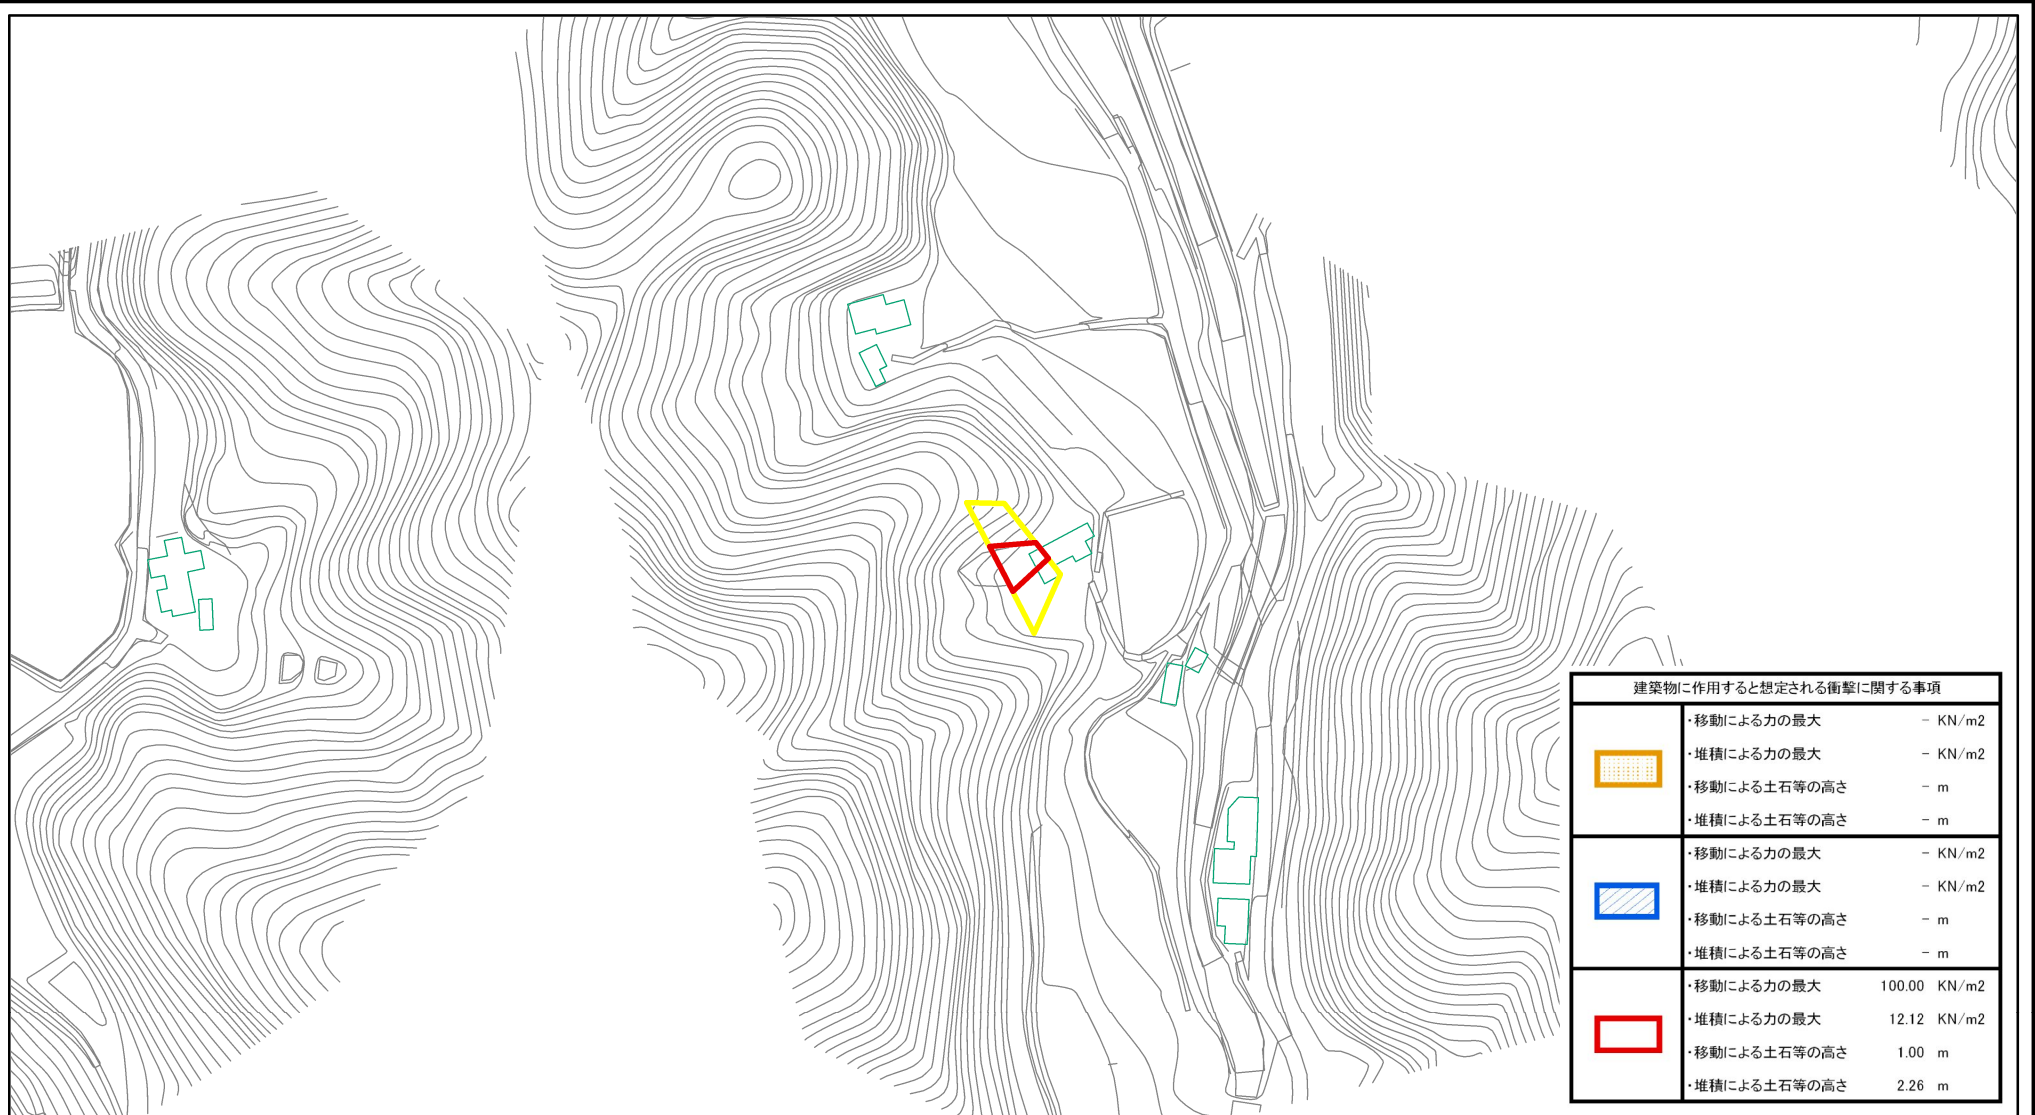 建築物に作用すると想定される衝撃に関する事項
・移動による力の最大 - KN/m2
・堆積による力の最大 - KN/m2
・移動による土石等の高さ - m
・堆積による土石等の高さ - m
・移動による力の最大 - KN/m2
・堆積による力の最大 - KN/m2
・移動による土石等の高さ - m
・堆積による土石等の高さ - m
・移動による力の最大 100.00 KN/m2
・堆積による力の最大 12.12 KN/m2
・移動による土石等の高さ 1.00 m
・堆積による土石等の高さ 2.26 m